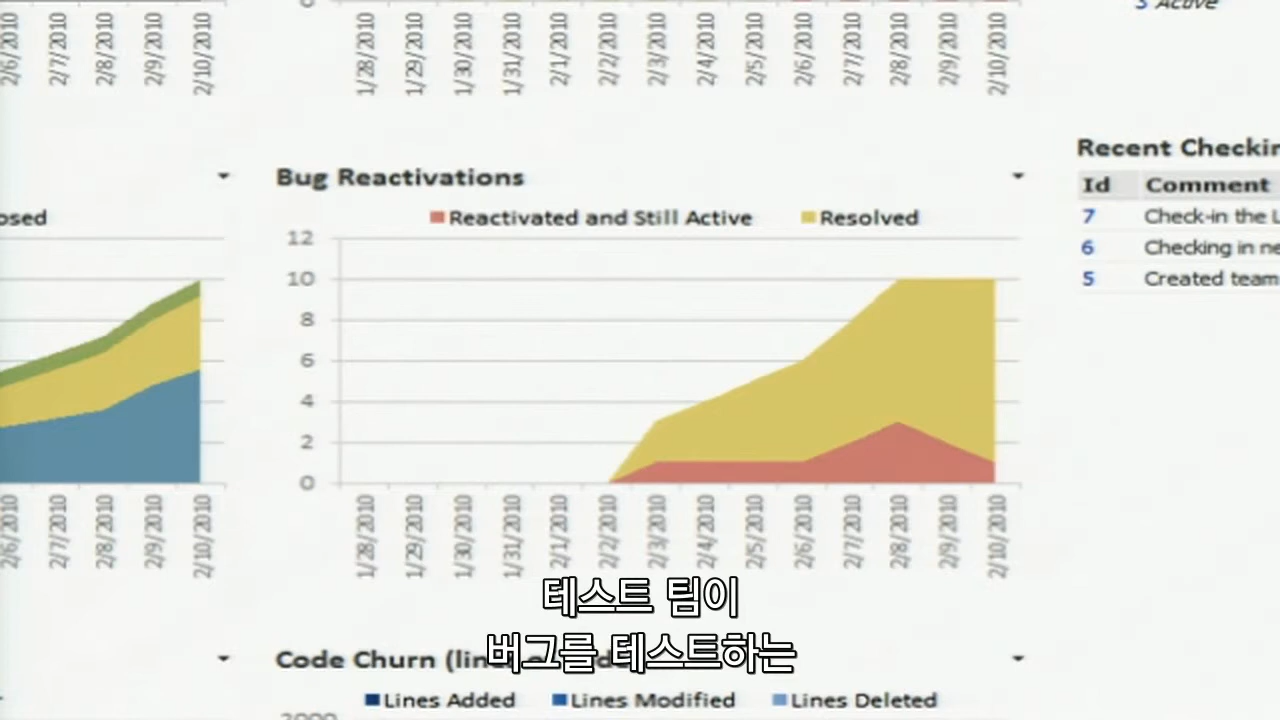 0
2/6/2010 2/7/2010 2/8/2010 2/9/2010 2/10/2010
1/28/2010 1/29/2010 1/30/2010 1/31/2010 2/1/2010 2/2/2010 2/3/2010 2/4/2010 2/5/2010 2/6/2010 2/7/2010 2/8/2010 2/9/2010 2/10/2010
3 Active
Bug Reactivations
osed
Reactivated and Still Active Resolved
12
10
8
6
4
2
0
2/6/2010 2/7/2010 2/8/2010 2/9/2010 2/10/2010
1/28/2010 1/29/2010 1/30/2010 1/31/2010 2/1/2010 2/2/2010 2/3/2010 2/4/2010 2/5/2010 2/6/2010 2/7/2010 2/8/2010 2/9/2010 2/10/2010
Recent Checkin
Id Comment
7 Check-in the L
6 Checking in ne
5 Created team
테스트 팀이
버그를 테스트하는
Code Churn
Lines Added Lines Modified Lines Deleted